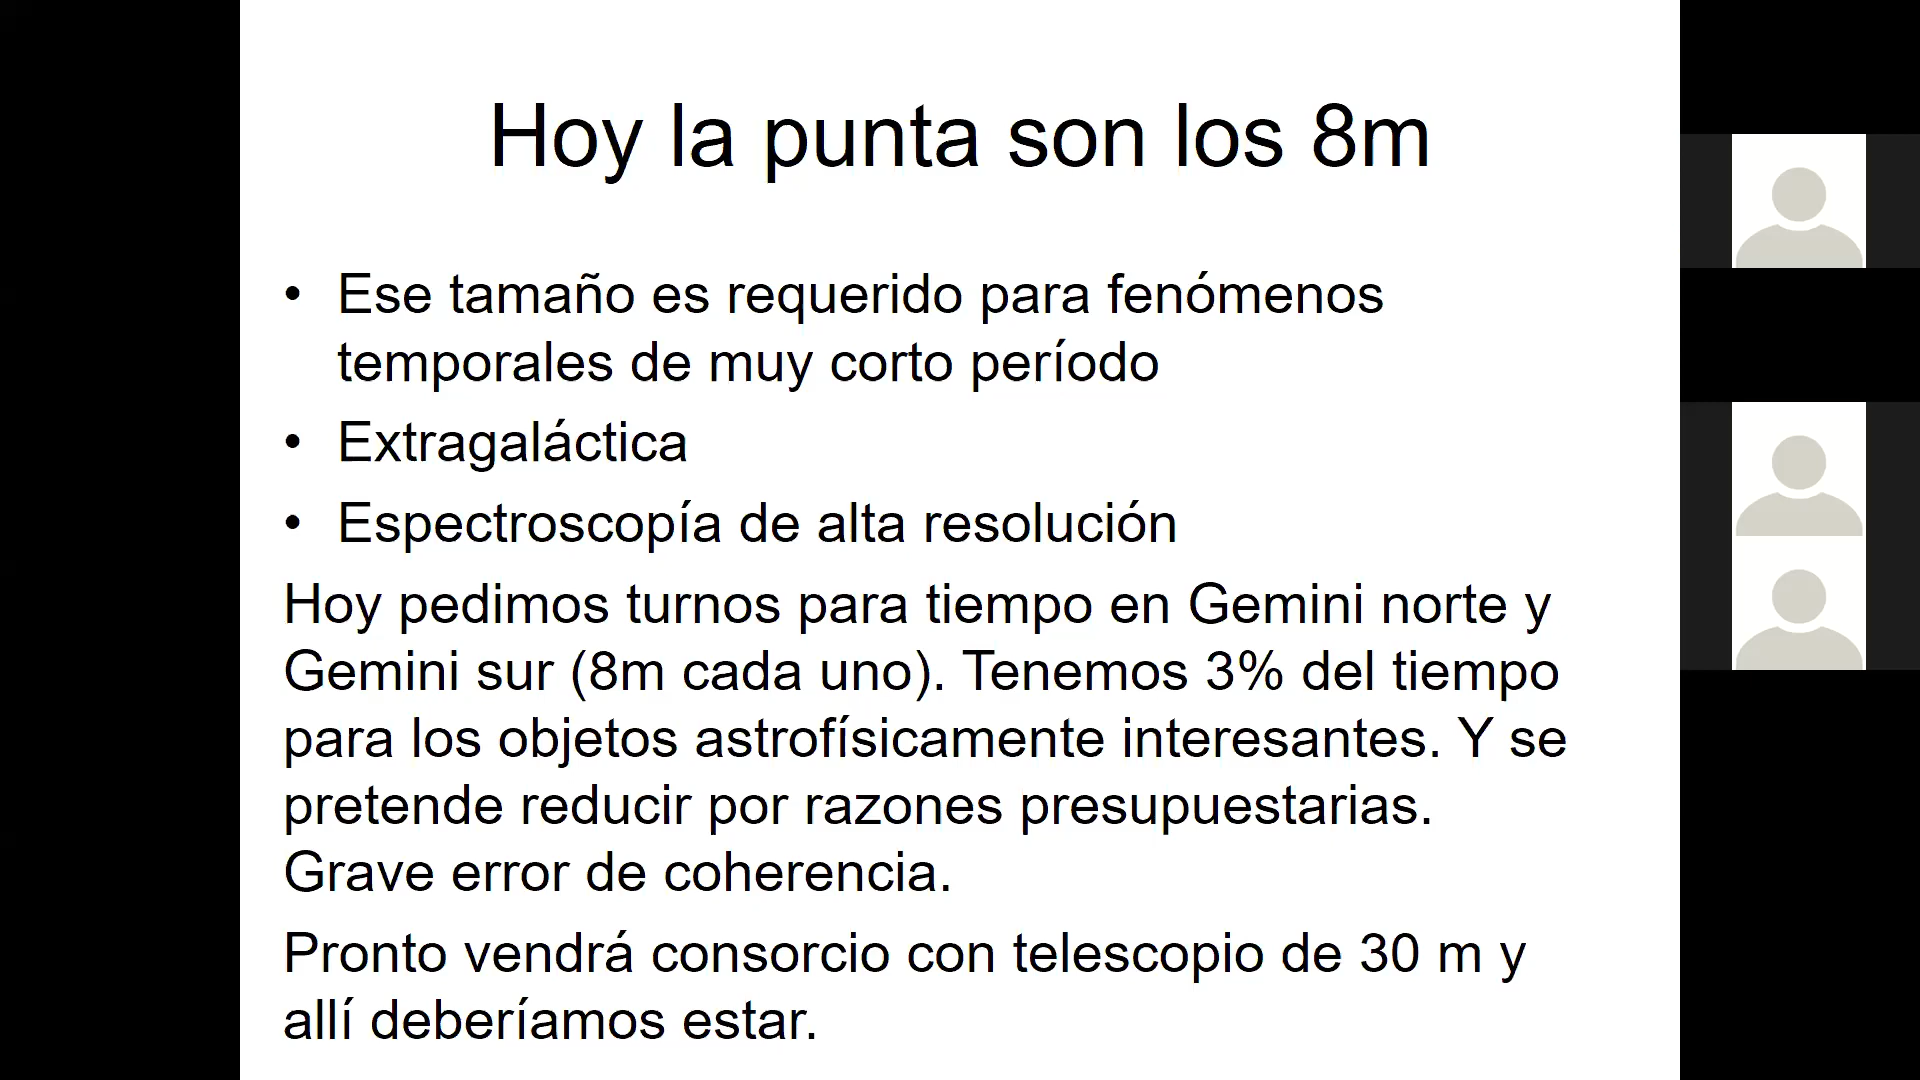 Hoy la punta son los 8m
• Ese tamaño es requerido para fenómenos
temporales de muy corto período
• Extragaláctica
• Espectroscopía de alta resolución
Hoy pedimos turnos para tiempo en Gemini norte y
Gemini sur (8m cada uno). Tenemos 3% del tiempo
para los objetos astrofísicamente interesantes. Y se
pretende reducir por razones presupuestarias.
Grave error de coherencia.
Pronto vendrá consorcio con telescopio de 30 m y
allí deberíamos estar.